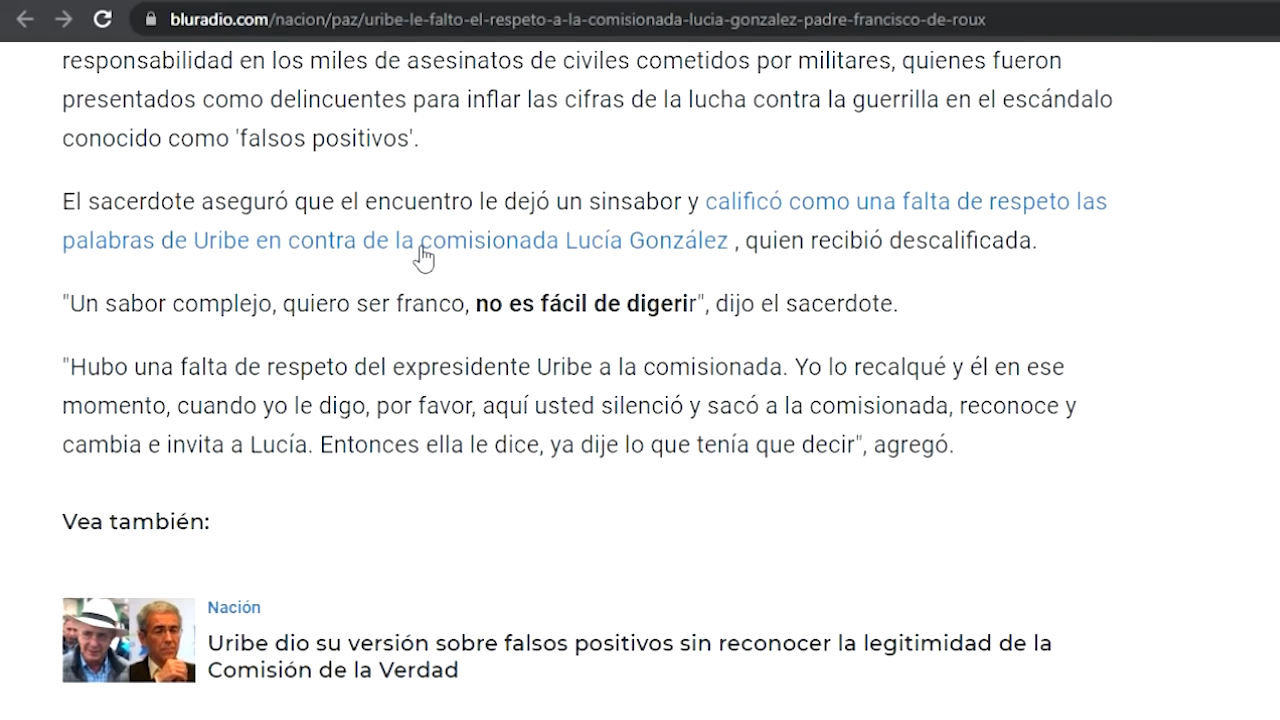 bluradio.com/nacion/paz/uribe-le-falto-el-respeto-a-la-comisionada-lucia-gonzalez-padre-francisco-de-roux
responsabilidad en los miles de asesinatos de civiles cometidos por militares, quienes fueron
presentados como delincuentes para inflar las cifras de la lucha contra la guerrilla en el escándalo
conocido como 'falsos positivos'.
El sacerdote aseguró que el encuentro le dejó un sinsabor y calificó como una falta de respeto las
palabras de Uribe en contra de la comisionada Lucía González , quien recibió descalificada.
"Un sabor complejo, quiero ser franco, no es fácil de digerir", dijo el sacerdote.
"Hubo una falta de respeto del expresidente Uribe a la comisionada. Yo lo recalqué y él en ese
momento, cuando yo le digo, por favor, aquí usted silenció y sacó a la comisionada, reconoce y
cambia e invita a Lucía. Entonces ella le dice, ya dije lo que tenía que decir", agregó.
Vea también:
Nación
Uribe dio su versión sobre falsos positivos sin reconocer la legitimidad de la
Comisión de la Verdad